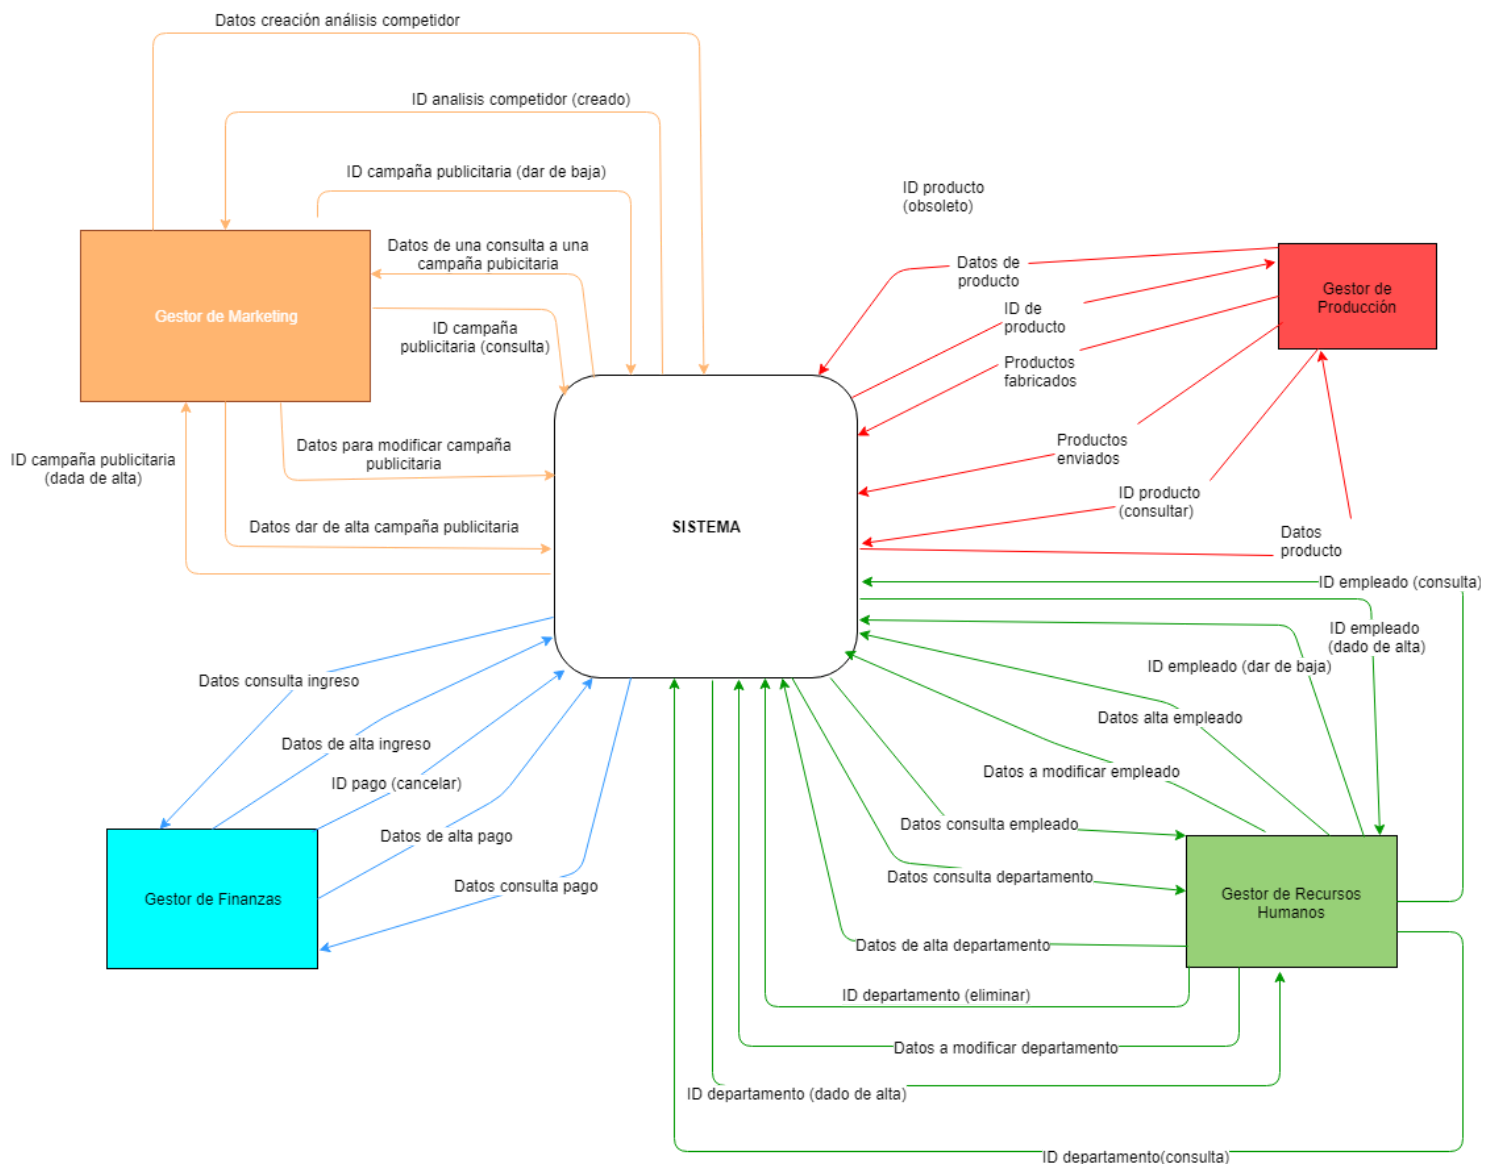 Datos creación análisis competidor
ID analisis competidor (creado)
ID campaña publicitaria (dar de baja)
ID producto
(obsoleto)
Datos de una consulta a una
campaña pubicitaria
Datos de
producto
Gestor de
Producción
Gestor de Marketing
ID de
producto
ID campaña
publicitaria (consulta)
Productos
fabricados
Datos para modificar campaña
publicitaria
Productos
enviados
ID campaña publicitaria
(dada de alta)
ID producto
(consultar)
Datos dar de alta campaña publicitaria
SISTEMA
Datos
producto
ID empleado (consulta)
ID empleado
(dado de alta)
ID empleado (dar de baja)
Datos consulta ingreso
Datos alta empleado
Datos de alta ingreso
Datos a modificar empleado
ID pago (cancelar)
Datos consulta empleado
Datos de alta pago
Datos consulta departamento
Datos consulta pago
Gestor de Finanzas
Gestor de Recursos
Humanos
Datos de alta departamento
ID departamento (eliminar)
Datos a modificar departamento
ID departamento (dado de alta)
ID departamento(consulta)